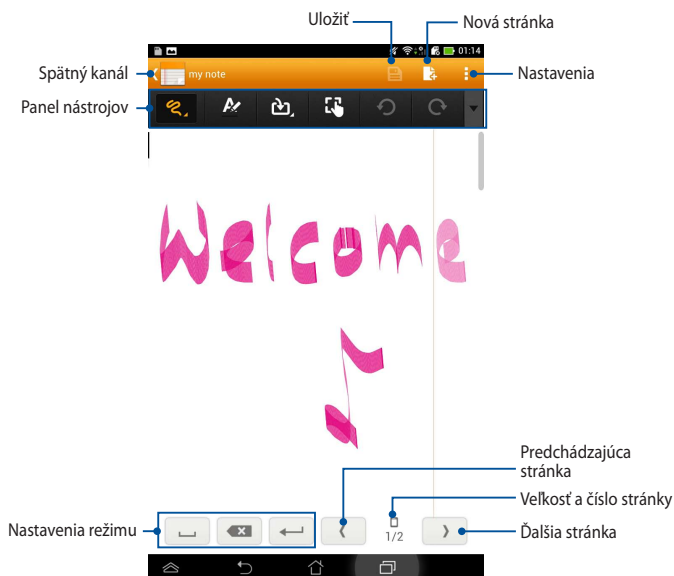 Uložiť
Nová stránka
01:14
Spätný kanál
my note
Nastavenia
Panel nástrojov
Welcome
Predchádzajúca
stránka
Veľkosť a číslo stránky
Nastavenia režimu
1/2
Ďalšia stránka